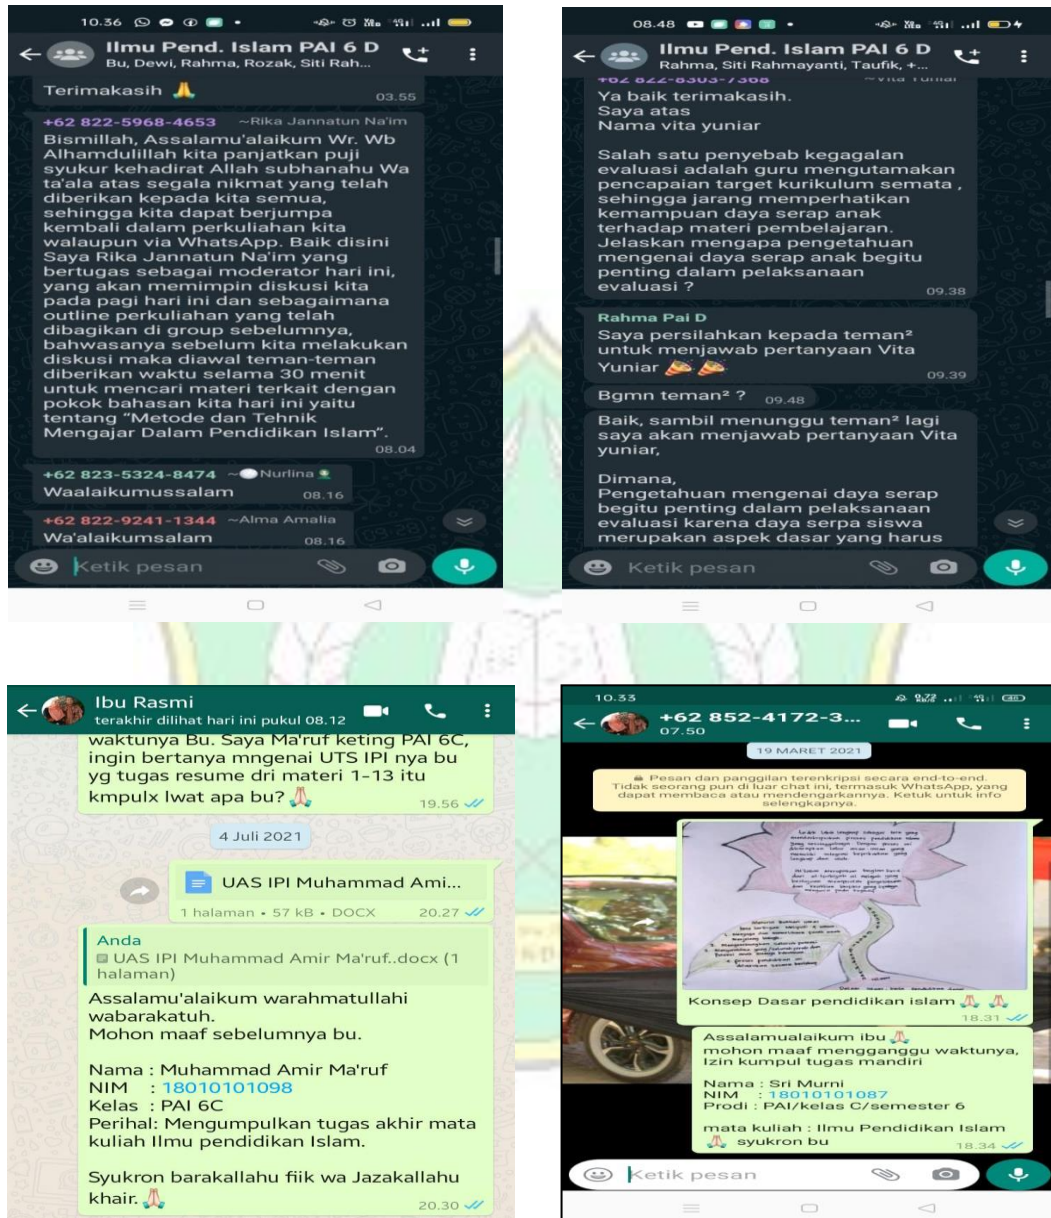 10.36
Ilmu Pend. Islam PAI 6 D
Bu, Dewi, Rahma, Rozak, Siti Rah...
Terimakasih 🙏
03.55
+62 822-5968-4653 ~Rika Jannatun Na'im
Bismillah, Assalamu'alaikum Wr. Wb
Alhamdulillah kita panjatkan puji
syukur kehadirat Allah subhanahu Wa
ta'ala atas segala nikmat yang telah
diberikan kepada kita semua,
sehingga kita dapat berjumpa
kembali dalam perkuliahan kita
walaupun via WhatsApp. Baik disini
Saya Rika Jannatun Na'im yang
bertugas sebagai moderator hari ini,
yang akan memimpin diskusi kita
pada pagi hari ini dan sebagaimana
outline perkuliahan yang telah
dibagikan di group sebelumnya,
bahwasanya sebelum kita melakukan
diskusi maka diawal teman-teman
diberikan waktu selama 30 menit
untuk mencari materi terkait dengan
pokok bahasan kita hari ini yaitu
tentang "Metode dan Tehnik
Mengajar Dalam Pendidikan Islam".
08.04
+62 823-5324-8474 ~Nurlina
Waalaikumussalam
08.16
+62 822-9241-1344 ~Alma Amalia
Wa'alaikumsalam
08.16
Ketik pesan
08.48
Ilmu Pend. Islam PAI 6 D
Rahma, Siti Rahmayanti, Taufik, +...
+62 822-8303-7368 ~Vita Yuniar
Ya baik terimakasih.
Saya atas
Nama vita yuniar
Salah satu penyebab kegagalan
evaluasi adalah guru mengutamakan
pencapaian target kurikulum semata ,
sehingga jarang memperhatikan
kemampuan daya serap anak
terhadap materi pembelajaran.
Jelaskan mengapa pengetahuan
mengenai daya serap anak begitu
penting dalam pelaksanaan
evaluasi ?
09.38
Rahma Pai D
Saya persilahkan kepada teman²
untuk menjawab pertanyaan Vita
Yuniar 🎉 🎉
09.39
Bgmn teman² ? 09.48
Baik, sambil menunggu teman² lagi
saya akan menjawab pertanyaan Vita
yuniar,
Dimana,
Pengetahuan mengenai daya serap
begitu penting dalam pelaksanaan
evaluasi karena daya serpa siswa
merupakan aspek dasar yang harus
Ketik pesan
Ibu Rasmi
terakhir dilihat hari ini pukul 08.12
waktunya Bu. Saya Ma'ruf keting PAI 6C,
ingin bertanya mngenai UTS IPI nya bu
yg tugas resume dri materi 1-13 itu
kmpulx lwat apa bu? 🙏
19.56
4 Juli 2021
UAS IPI Muhammad Ami...
1 halaman • 57 kB • DOCX 20.27
Anda
UAS IPI Muhammad Amir Ma'ruf..docx (1
halaman)
Assalamu'alaikum warahmatullahi
wabarakatuh.
Mohon maaf sebelumnya bu.
Nama : Muhammad Amir Ma'ruf
NIM : 18010101098
Kelas : PAI 6C
Perihal: Mengumpulkan tugas akhir mata
kuliah Ilmu pendidikan Islam.
Syukron barakallahu fiik wa Jazakallahu
khair. 🙏
20.30
10.33
+62 852-4172-3...
07.50
19 MARET 2021
Pesan dan panggilan terenkripsi secara end-to-end.
Tidak seorang pun di luar chat ini, termasuk WhatsApp, yang
dapat membaca atau mendengarkannya. Ketuk untuk info
selengkapnya.
Konsep Dasar pendidikan islam 🙏 🙏
18.31
Assalamualaikum ibu 🙏
mohon maaf mengganggu waktunya,
Izin kumpul tugas mandiri
Nama : Sri Murni
NIM : 18010101087
Prodi : PAI/kelas C/semester 6
mata kuliah : Ilmu Pendidikan Islam
🙏 syukron bu
18.34
Ketik pesan